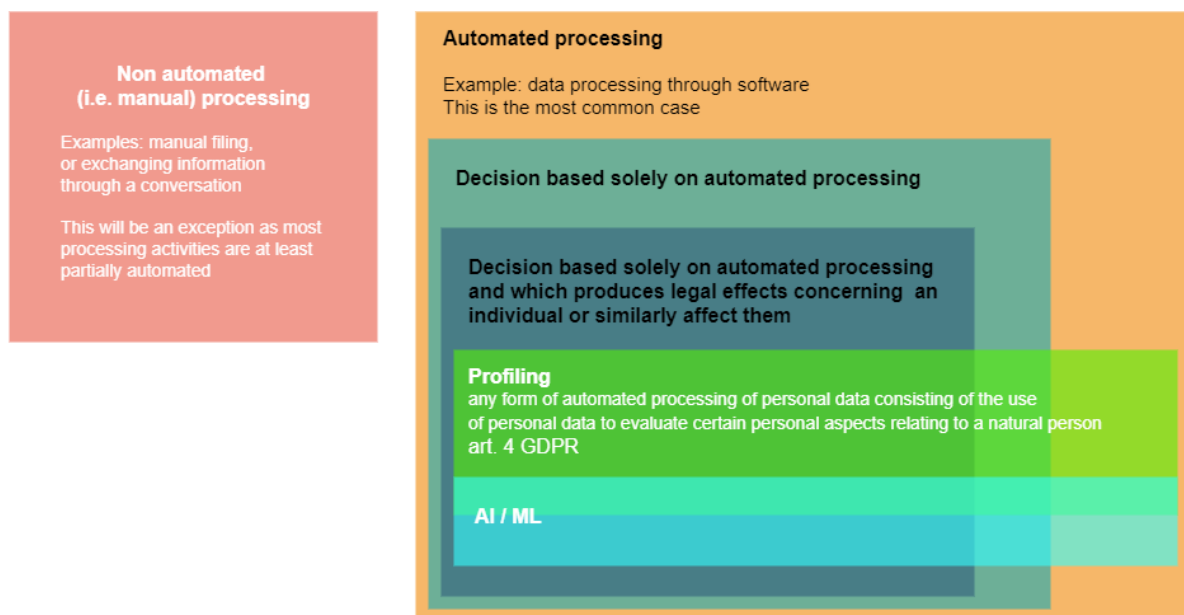 Non automated
(i.e. manual) processing
Examples: manual filing,
or exchanging information
through a conversation
This will be an exception as most
processing activities are at least
partially automated
Automated processing
Example: data processing through software
This is the most common case
Decision based solely on automated processing
Decision based solely on automated processing
and which produces legal effects concerning an
individual or similarly affect them
Profiling
any form of automated processing of personal data consisting of the use
of personal data to evaluate certain personal aspects relating to a natural person
art. 4 GDPR
AI / ML